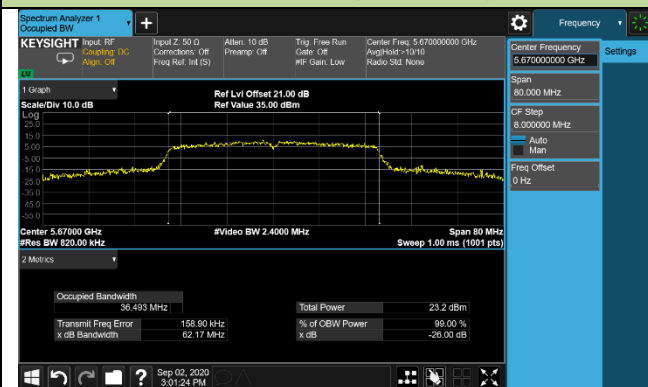 Spectrum Analyzer 1
Occupied BW
Frequency
KEYSIGHT
Input: RF
Coupling: DC
Align: Off
Input Z: 50 Ω
Corrections: Off
Freq Ref: Int (S)
Atten: 10 dB
Preamp: Off
Trig: Free Run
Gate: Off
#IF Gain: Low
Center Freq: 5.670000000 GHz
Avg|Hold:>10/10
Radio Std: None
LXI
Center Frequency
5.670000000 GHz
Settings
Span
80.000 MHz
CF Step
8.000000 MHz
Auto
Man
Freq Offset
0 Hz
1 Graph
Scale/Div 10.0 dB
Ref Lvl Offset 21.00 dB
Ref Value 35.00 dBm
Log
25.0
15.0
5.00
-5.00
-15.0
-25.0
-35.0
-45.0
-55.0
Center 5.67000 GHz
#Res BW 820.00 kHz
#Video BW 2.4000 MHz
Span 80 MHz
Sweep 1.00 ms (1001 pts)
2 Metrics
Occupied Bandwidth
36.493 MHz
Total Power 23.2 dBm
Transmit Freq Error 158.90 kHz
% of OBW Power 99.00 %
x dB Bandwidth 62.17 MHz
x dB -26.00 dB
Sep 02, 2020
3:01:24 PM